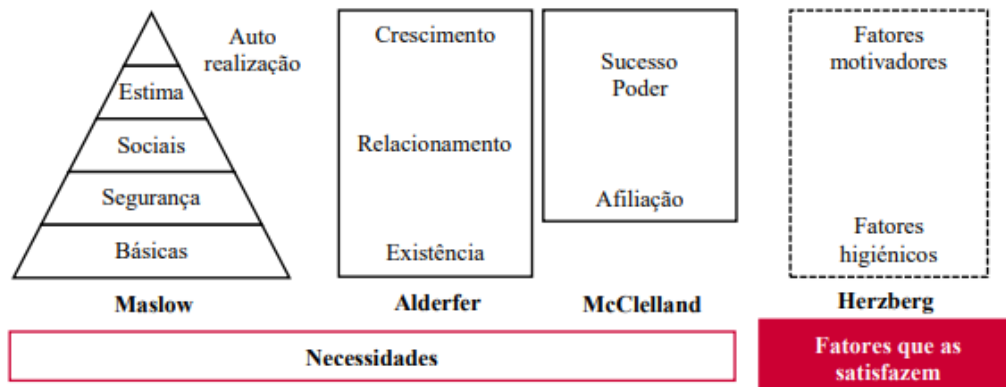 Auto
realização
Estima
Sociais
Segurança
Básicas
Maslow
Crescimento
Relacionamento
Existência
Alderfer
Sucesso
Poder
Afiliação
McClelland
Fatores
motivadores
Fatores
higiénicos
Herzberg
Necessidades
Fatores que as
satisfazem